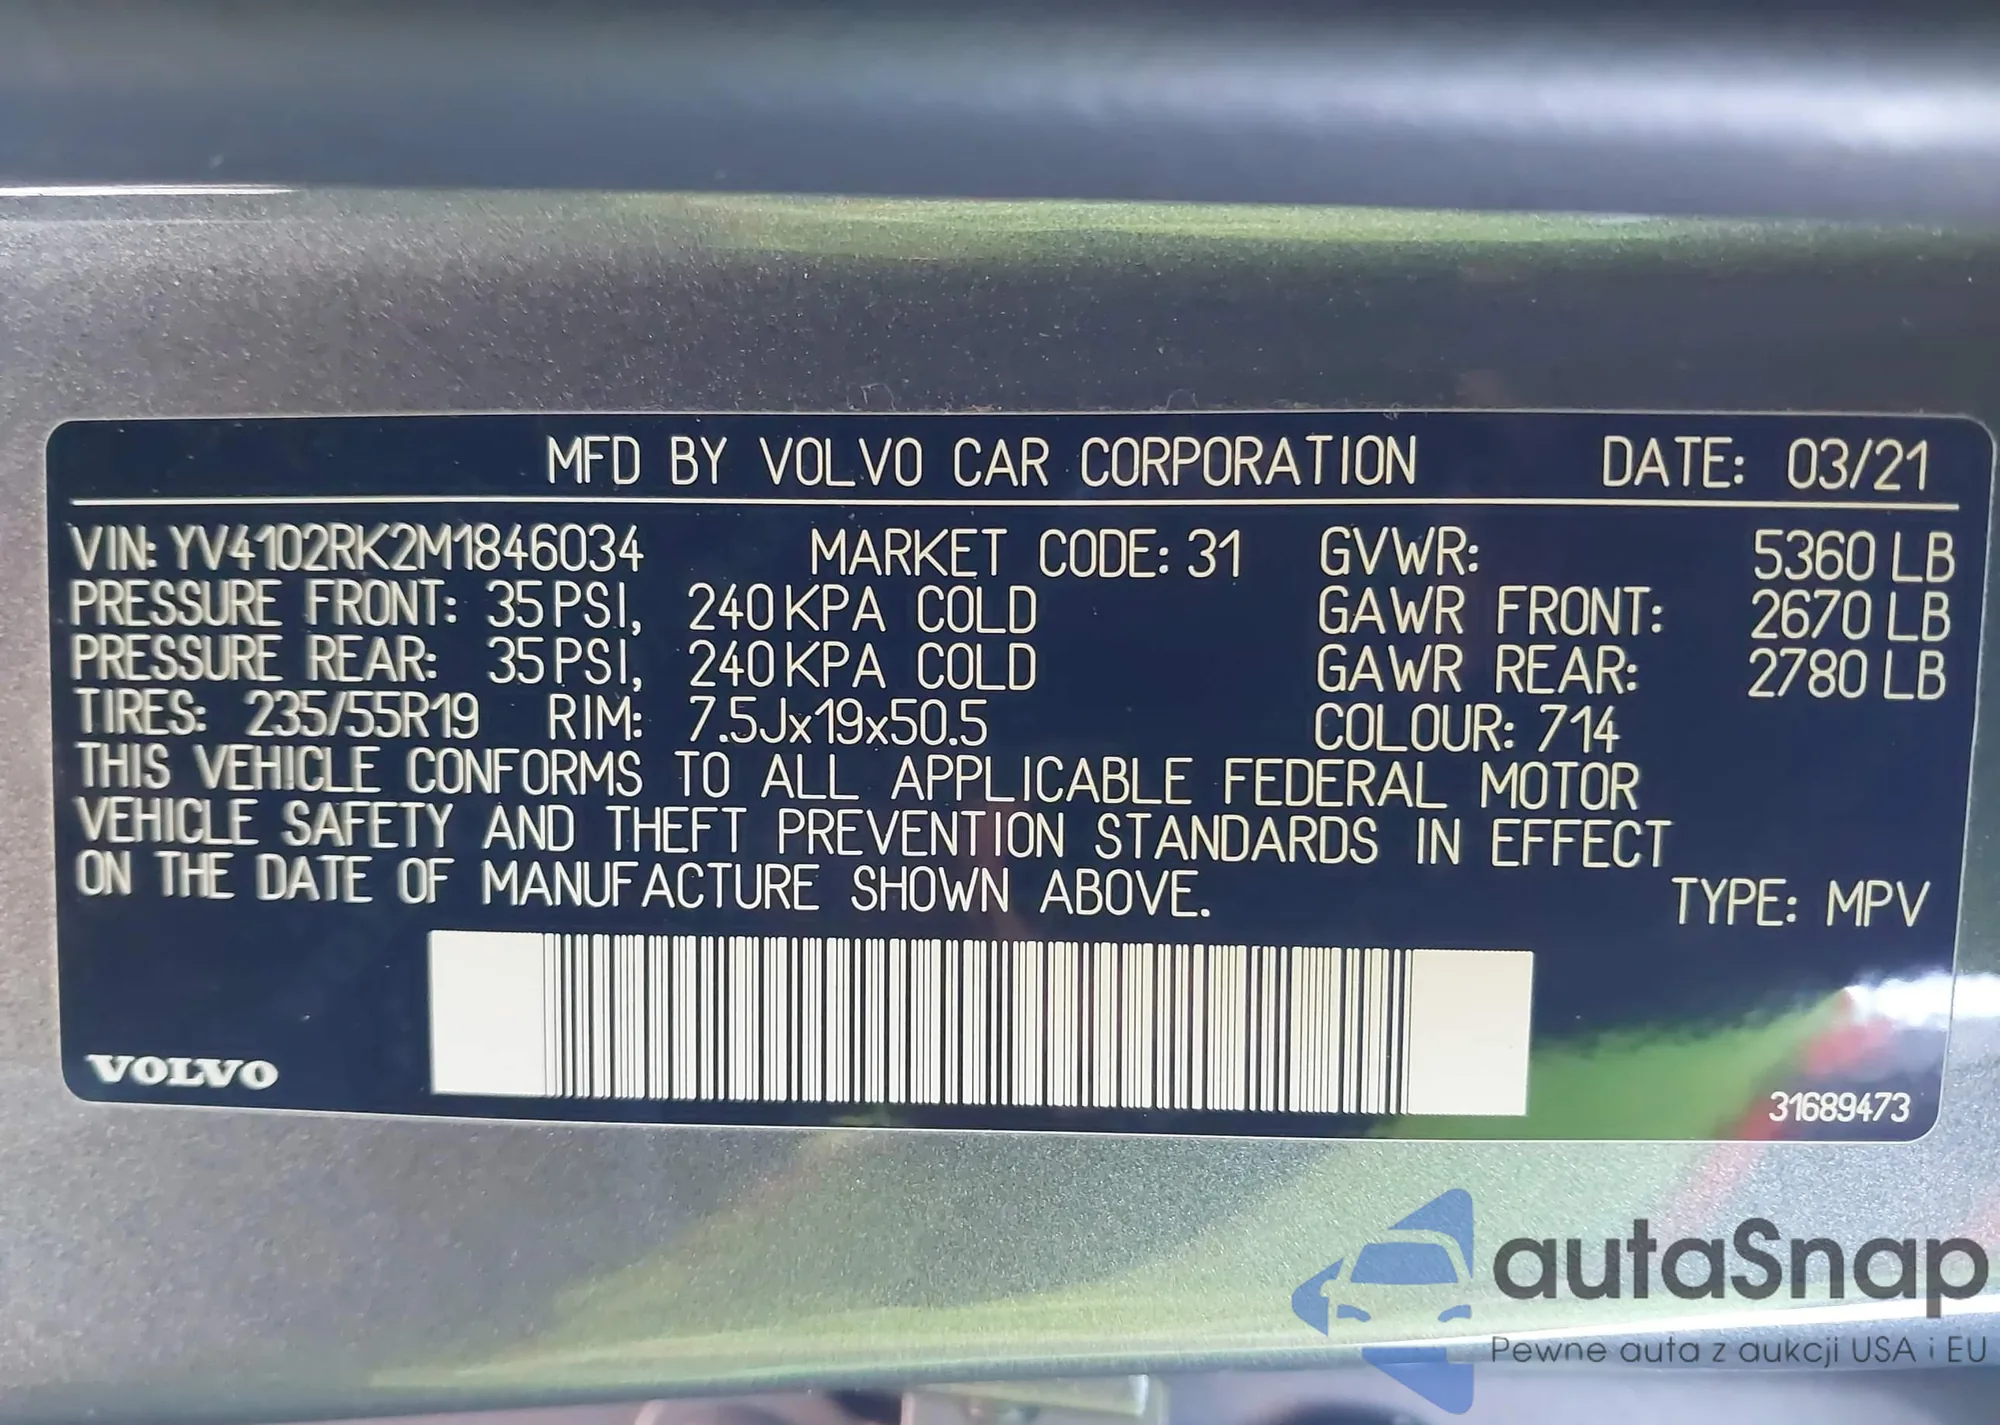 MFD BY VOLVO CAR CORPORATION DATE: 03/21
VIN: YV4102RK2M1846034 MARKET CODE: 31 GVWR: 5360 LB
PRESSURE FRONT: 35 PSI, 240 KPA COLD GAWR FRONT: 2670 LB
PRESSURE REAR: 35 PSI, 240 KPA COLD GAWR REAR: 2780 LB
TIRES: 235/55R19 RIM: 7.5Jx19x50.5 COLOUR: 714
THIS VEHICLE CONFORMS TO ALL APPLICABLE FEDERAL MOTOR
VEHICLE SAFETY AND THEFT PREVENTION STANDARDS IN EFFECT
ON THE DATE OF MANUFACTURE SHOWN ABOVE. TYPE: MPV
VOLVO
31689473
autaSnap
Pewne auta z aukcji USA i EU